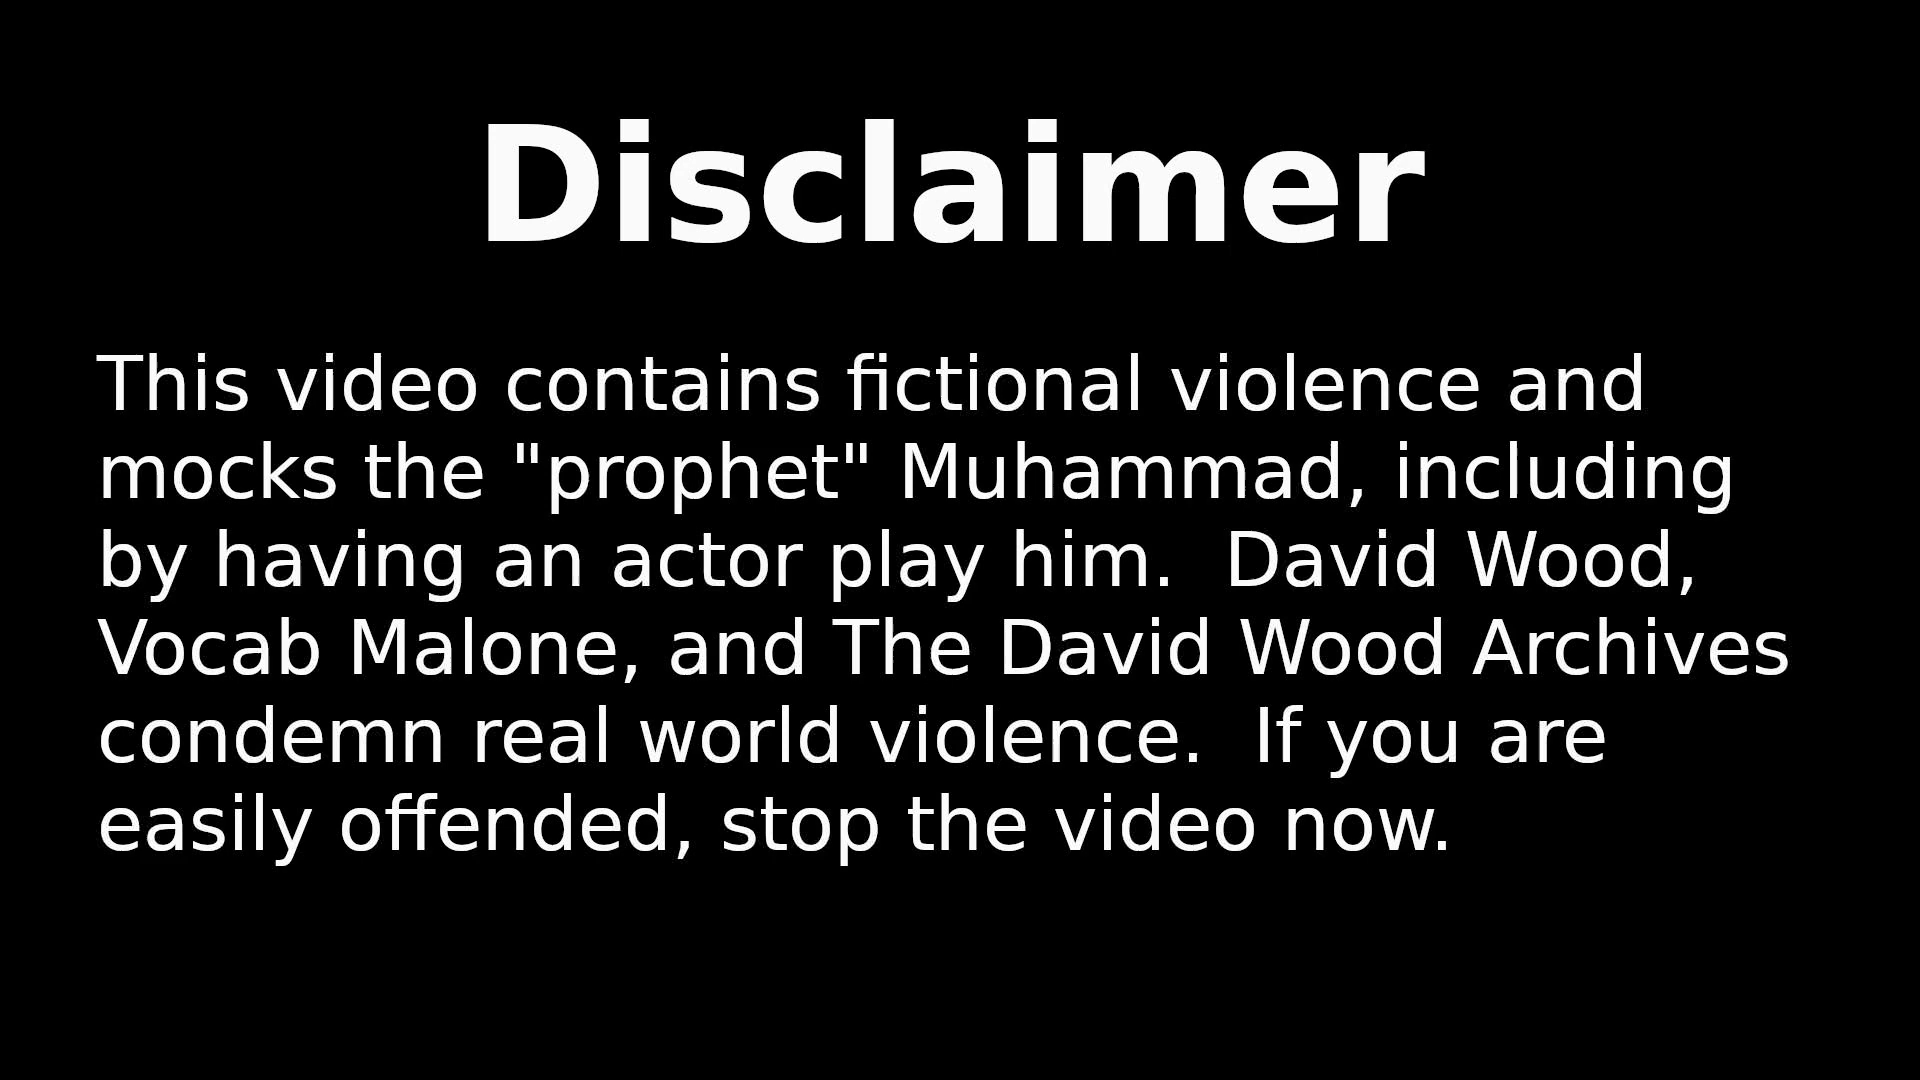 Disclaimer
This video contains fictional violence and
mocks the "prophet" Muhammad, including
by having an actor play him.  David Wood,
Vocab Malone, and The David Wood Archives
condemn real world violence.  If you are
easily offended, stop the video now.